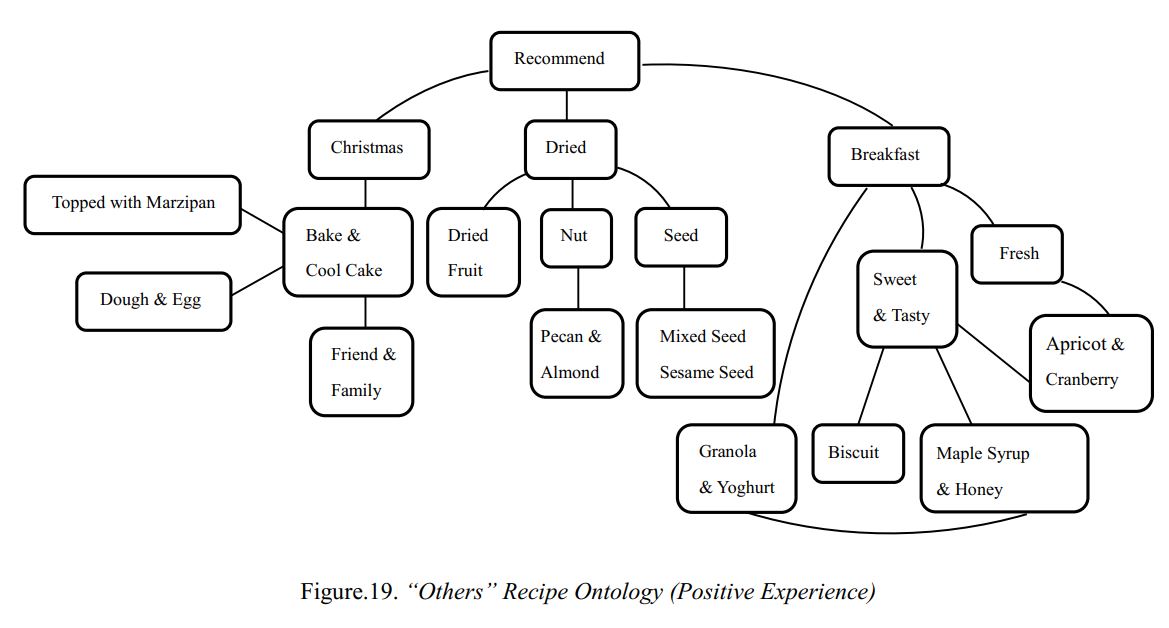 Recommend
Christmas
Dried
Breakfast
Topped with Marzipan
Bake &
Cool Cake
Dried
Fruit
Nut
Seed
Fresh
Dough & Egg
Sweet
& Tasty
Friend &
Family
Pecan &
Almond
Mixed Seed
Sesame Seed
Apricot &
Cranberry
Granola
& Yoghurt
Biscuit
Maple Syrup
& Honey
Figure.19. “Others” Recipe Ontology (Positive Experience)